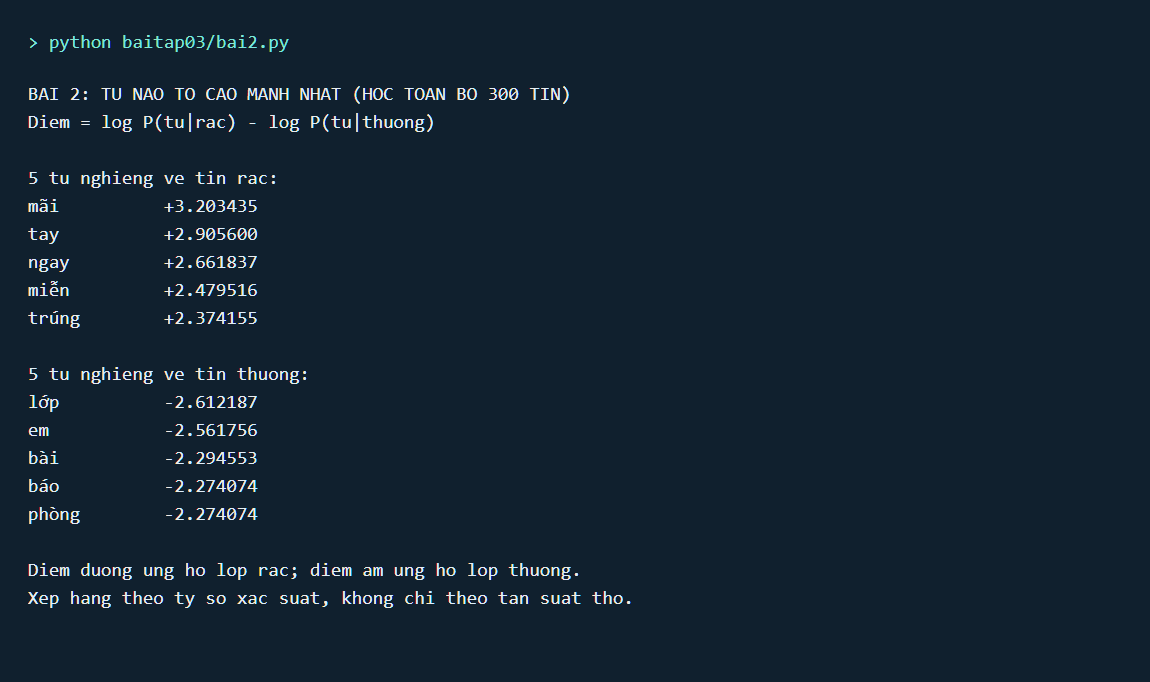 > python baitap03/bai2.py
BAI 2: TU NAO TO CAO MANH NHAT (HOC TOAN BO 300 TIN)
Diem = log P(tu|rac) - log P(tu|thuong)
5 tu nghieng ve tin rac:
mãi +3.203435
tay +2.905600
ngay +2.661837
miễn +2.479516
trúng +2.374155
5 tu nghieng ve tin thuong:
lớp -2.612187
em -2.561756
bài -2.294553
báo -2.274074
phòng -2.274074
Diem duong ung ho lop rac; diem am ung ho lop thuong.
Xep hang theo ty so xac suat, khong chi theo tan suat tho.